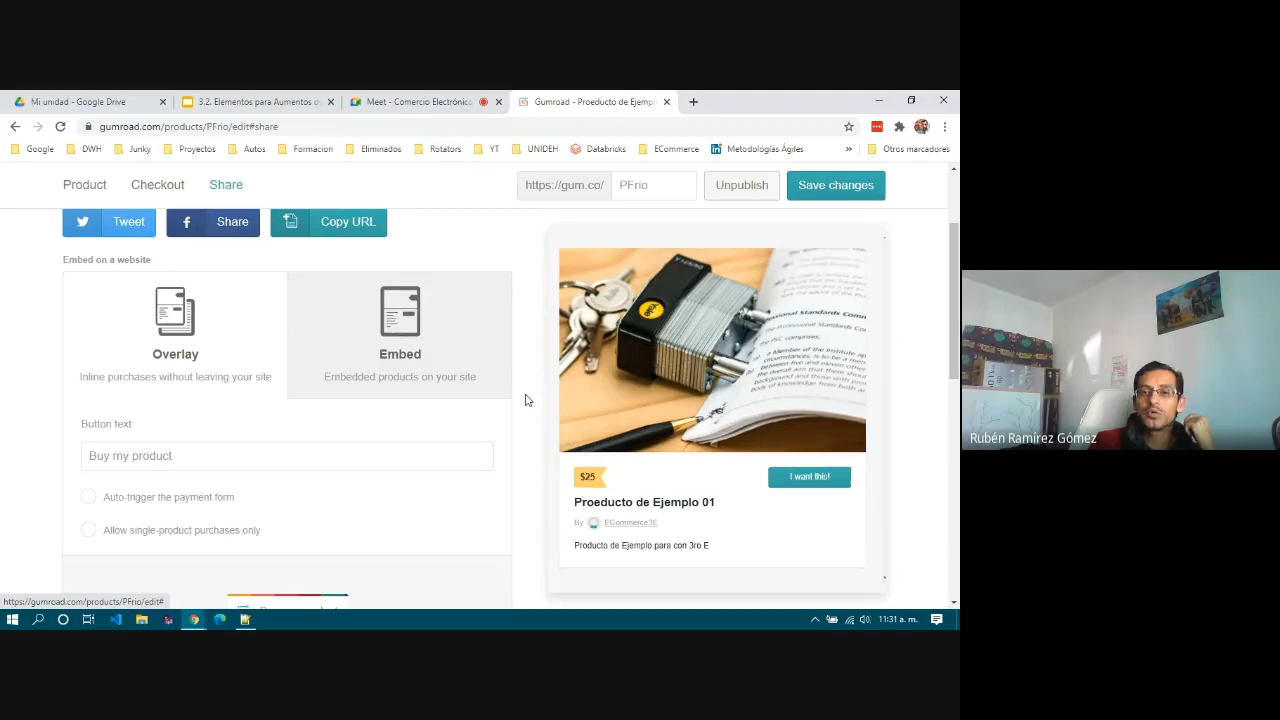 Mi unidad - Google Drive
3.2. Elementos para Aumentos d
Meet - Comercio Electrónico
Gumroad - Proeducto de Ejempl
gumroad.com/products/PFrio/edit#share
Google
DWH
Junky
Proyectos
Autos
Formacion
Eliminados
Rotators
YT
UNIDEH
Databricks
ECommerce
Metodologías Ágiles
»
Otros marcadores
Product
Checkout
Share
https://gum.co/
PFrio
Unpublish
Save changes
Tweet
Share
Copy URL
Embed on a website
Overlay
Inline purchases without leaving your site
Embed
Embedded products on your site
Button text
Buy my product
Auto-trigger the payment form
Allow single-product purchases only
Yale
Professional Standards Comm
$25
I want this!
Proeducto de Ejemplo 01
By ECommerce3E
Producto de Ejemplo para con 3ro E
https://gumroad.com/products/PFrio/edit#
11:31 a. m.
Rubén Ramírez Gómez